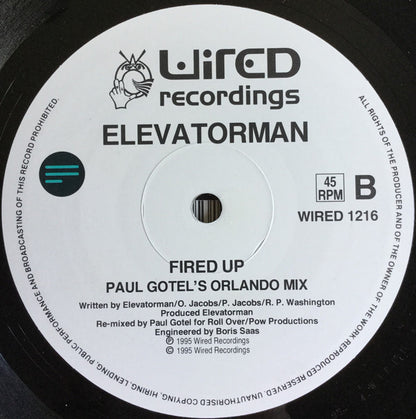 WIRED
recordings
ELEVATORMAN
45
RPM
B
WIRED 1216
FIRED UP
PAUL GOTEL'S ORLANDO MIX
Written by Elevatorman/O. Jacobs/P. Jacobs/R. P. Washington
Produced Elevatorman
Re-mixed by Paul Gotel for Roll Over/Pow Productions
Engineered by Boris Saas
℗ 1995 Wired Recordings
© 1995 Wired Recordings
ALL RIGHTS OF THE PRODUCER AND OF THE OWNER OF THE WORK REPRODUCED RESERVED. UNAUTHORISED COPYING, HIRING, LENDING, PUBLIC PERFORMANCE AND BROADCASTING OF THIS RECORD PROHIBITED.